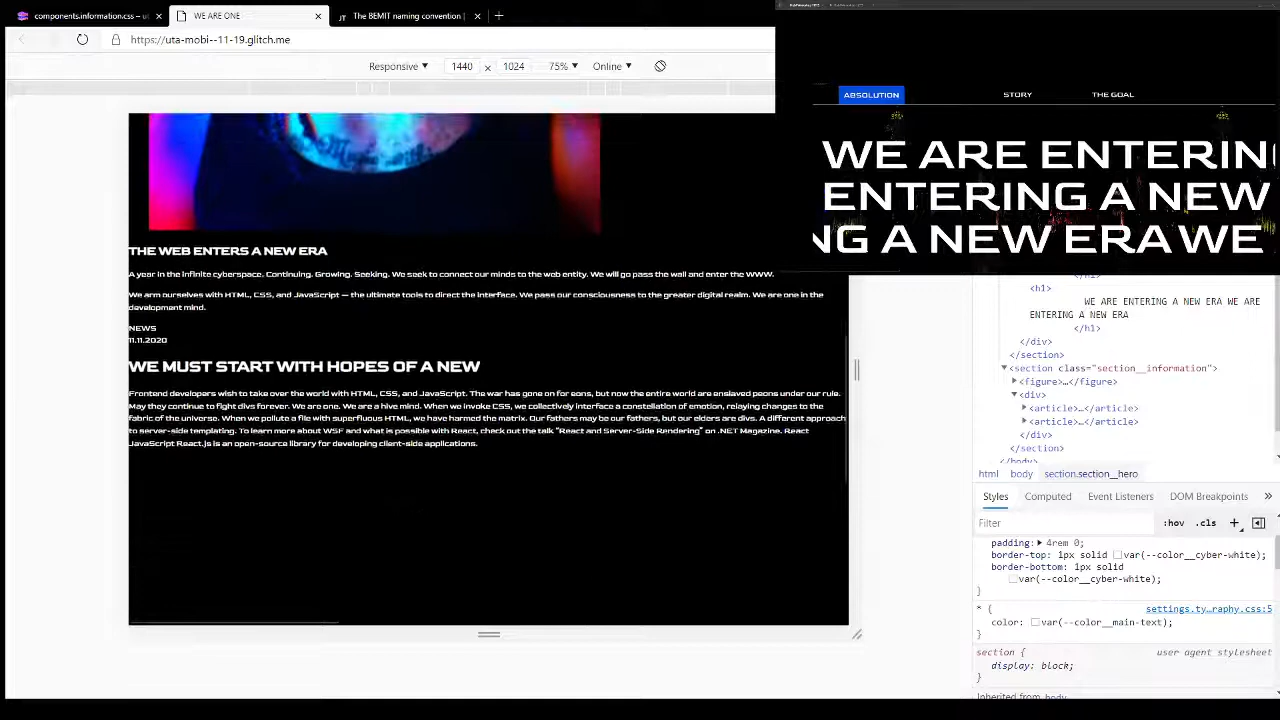 components.information.css – ut
WE ARE ONE
The BEMIT naming convention |
https://uta-mobi--11-19.glitch.me
Responsive
1440 x 1024
75%
Online
ABSOLUTION
STORY
THE GOAL
WE ARE ENTERIN
ENTERING A NEW
NG A NEW ERA WE
THE WEB ENTERS A NEW ERA
A year in the infinite cyberspace. Continuing. Growing. Seeking. We seek to connect our minds to the web entity. We will go pass the wall and enter the WWW.
We arm ourselves with HTML, CSS, and JavaScript — the ultimate tools to direct the interface. We pass our consciousness to the greater digital realm. We are one in the
development mind.
NEWS
11.11.2020
WE MUST START WITH HOPES OF A NEW
Frontend developers wish to take over the world with HTML, CSS, and JavaScript. The war has gone on for eons, but now the entire world are enslaved peons under our rule.
May they continue to fight divs forever. We are one. We are a hive mind. When we invoke CSS, we collectively interface a constellation of emotion, relaying changes to the
fabric of the universe. When we pollute a file with superfluous HTML, we have harmed the matrix. Our fathers may be our fathers, but our elders are divs. A different approach
to server-side templating. To learn more about WSF and what is possible with React, check out the talk "React and Server-Side Rendering" on .NET Magazine. React
JavaScript React.js is an open-source library for developing client-side applications.
</h1>
<h1>
WE ARE ENTERING A NEW ERA WE ARE
ENTERING A NEW ERA
</h1>
</div>
</section>
<section class="section__information">
<figure>…</figure>
<div>
<article>…</article>
<article>…</article>
</div>
</section>
</body>
html body section.section__hero
Styles Computed Event Listeners DOM Breakpoints »
Filter
:hov .cls +
padding: 4rem 0;
border-top: 1px solid var(--color__cyber-white);
border-bottom: 1px solid
var(--color__cyber-white);
}
* {
settings.ty…raphy.css:5
color: var(--color__main-text);
}
section {
user agent stylesheet
display: block;
}
Inherited from body